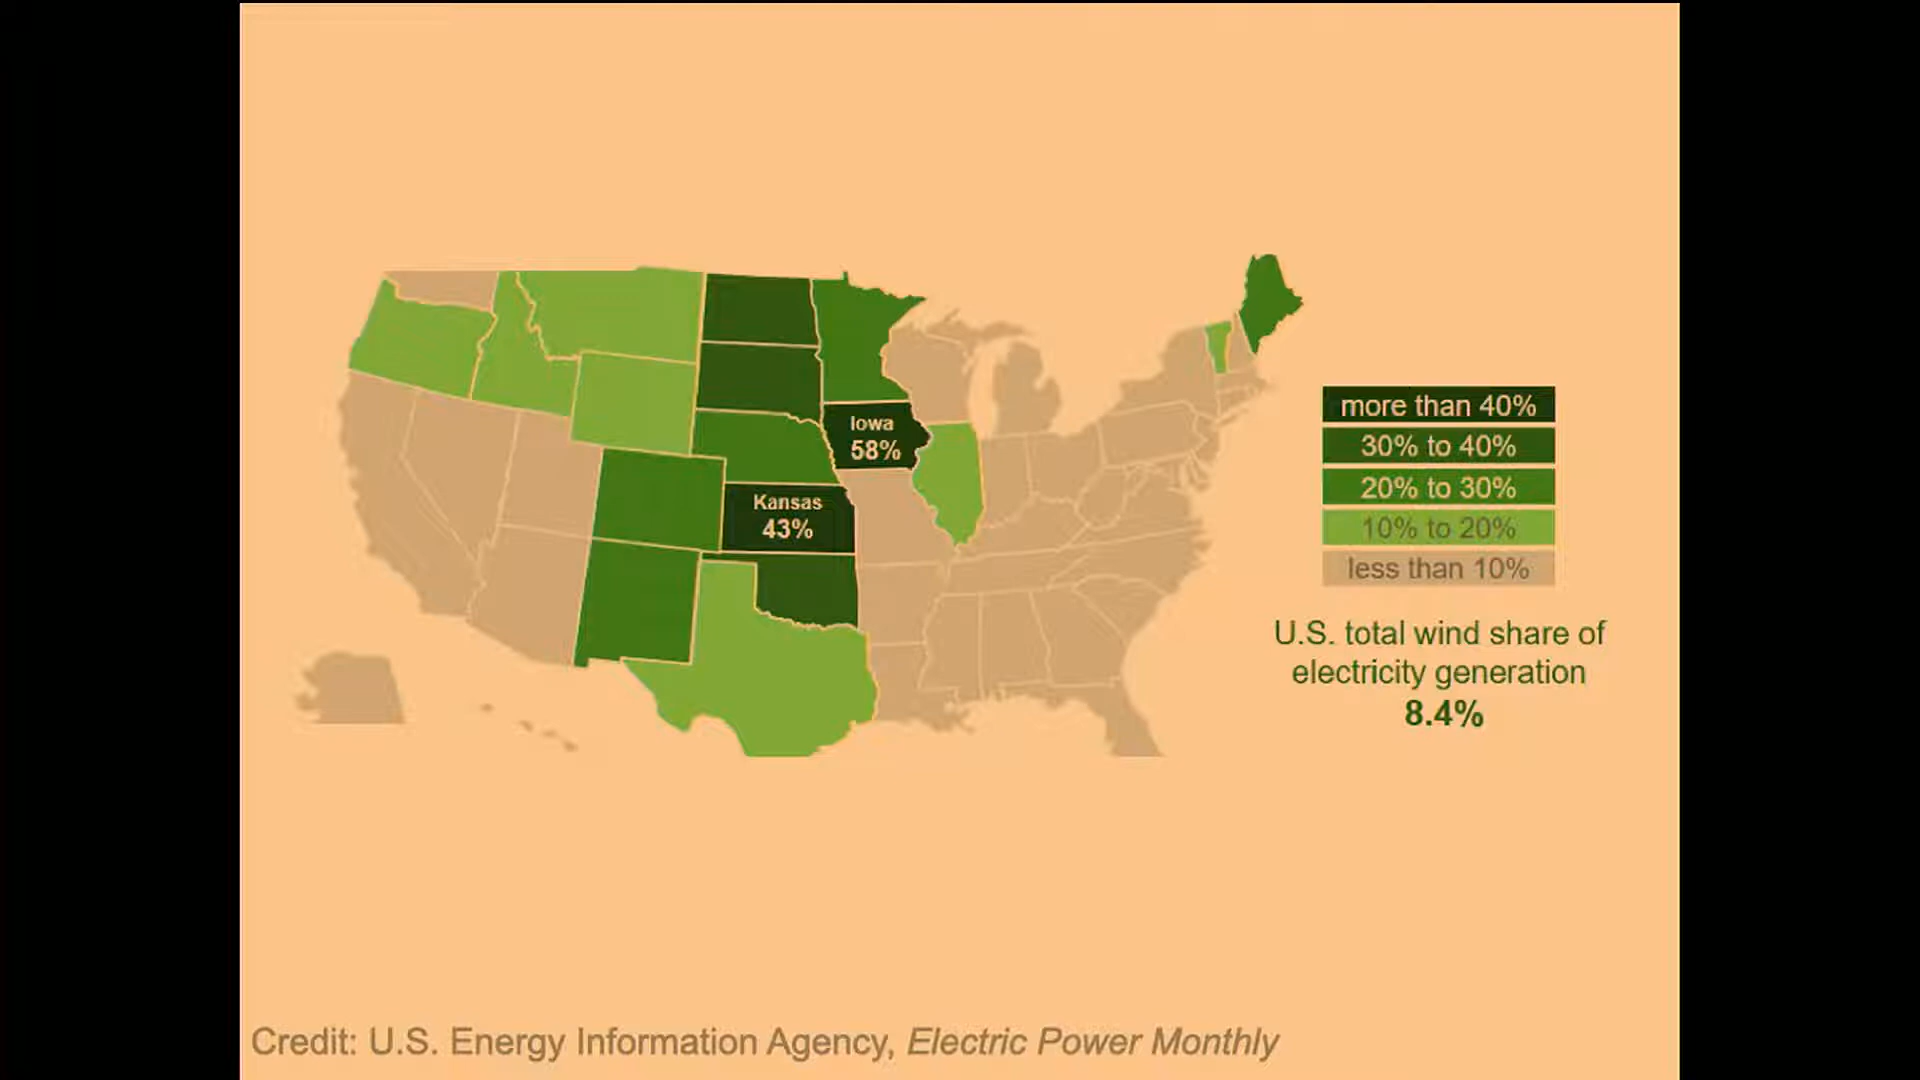 Iowa
58%
Kansas
43%
more than 40%
30% to 40%
20% to 30%
10% to 20%
less than 10%
U.S. total wind share of
electricity generation
8.4%
Credit: U.S. Energy Information Agency, Electric Power Monthly